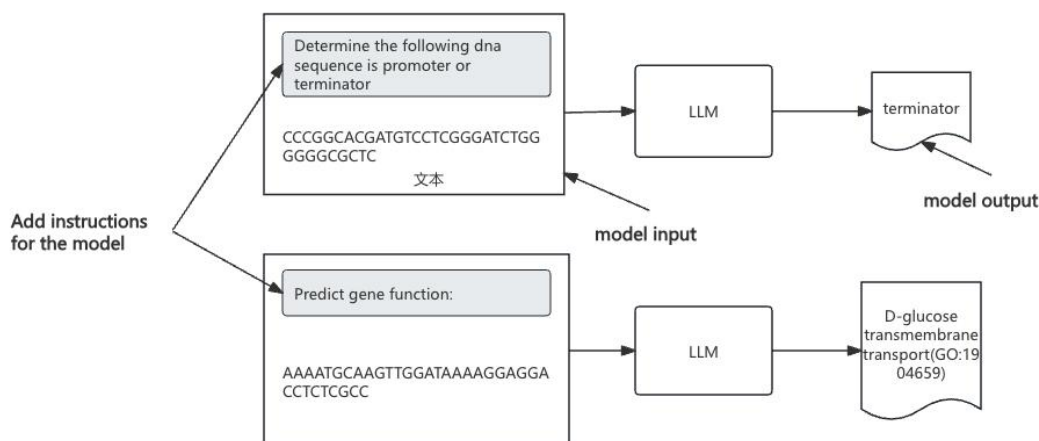 Determine the following dna
sequence is promoter or
terminator
CCCGGCACGATGTCCTCGGGATCTGG
GGGGCGCTC
文本
LLM
terminator
model output
model input
Add instructions
for the model
Predict gene function:
AAAATGCAAGTTGGATAAAAGGAGGA
CCTCTCGCC
LLM
D-glucose
transmembrane
transport(GO:19
04659)